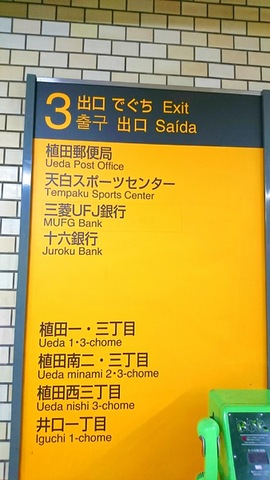 3 出口 でぐち Exit
출구 出口 Saída
植田郵便局
Ueda Post Office
天白スポーツセンター
Tempaku Sports Center
三菱UFJ銀行
MUFG Bank
十六銀行
Juroku Bank
植田一・三丁目
Ueda 1·3-chome
植田南二・三丁目
Ueda minami 2·3-chome
植田西三丁目
Ueda nishi 3-chome
井口一丁目
Iguchi 1-chome